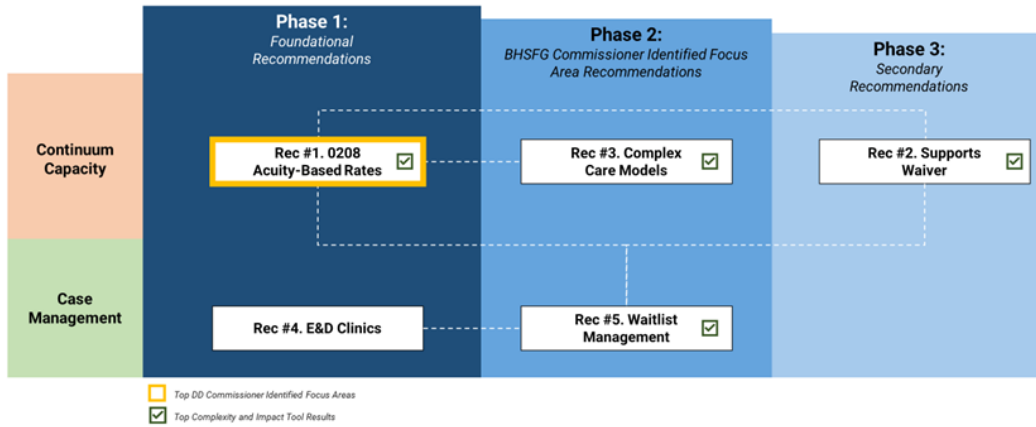 Phase 1:
Foundational
Recommendations
Phase 2:
BHSFG Commissioner Identified Focus
Area Recommendations
Phase 3:
Secondary
Recommendations
Continuum
Capacity
Rec #1. 0208
Acuity-Based Rates
Rec #3. Complex
Care Models
Rec #2. Supports
Waiver
Case
Management
Rec #4. E&D Clinics
Rec #5. Waitlist
Management
Top DD Commissioner Identified Focus Areas
Top Complexity and Impact Tool Results